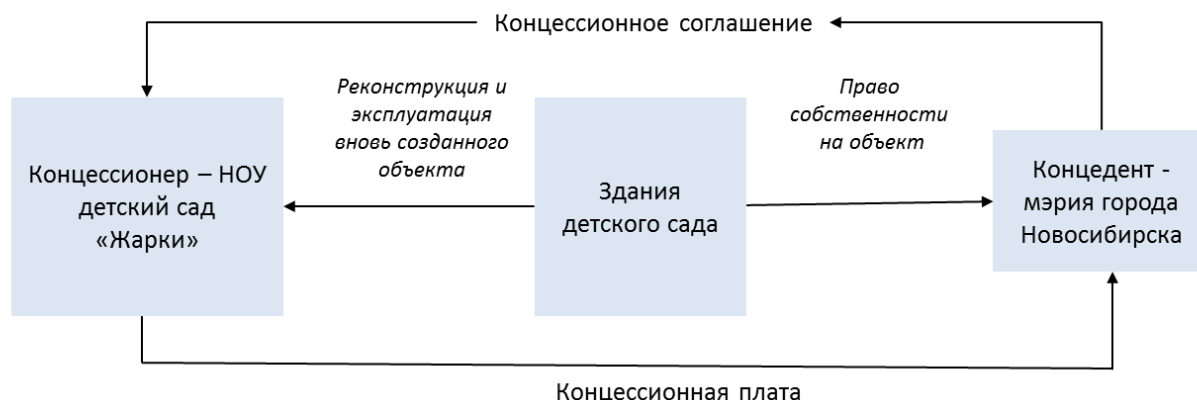 Концессионное соглашение
Реконструкция и
эксплуатация
вновь созданного
объекта
Право
собственности
на объект
Концессионер – НОУ
детский сад
«Жарки»
Здания
детского сада
Концедент -
мэрия города
Новосибирска
Концессионная плата